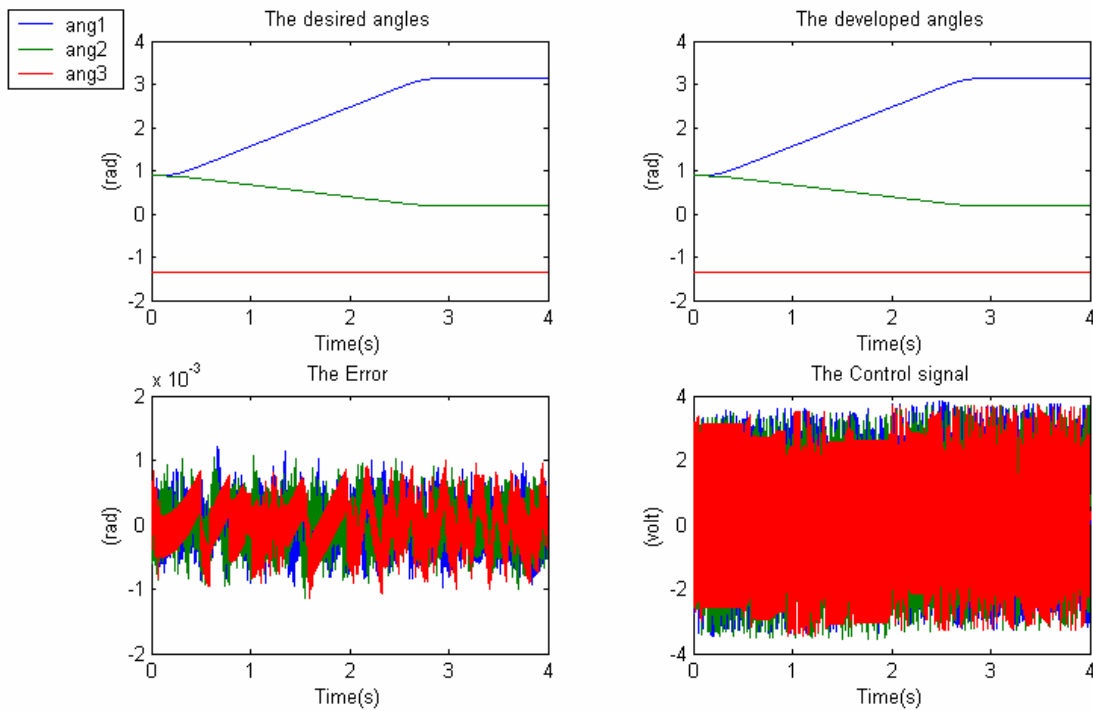 ang1
ang2
ang3
The desired angles
4
3
2
1
0
-1
-2
(rad)
0 1 2 3 4
Time(s)
The developed angles
4
3
2
1
0
-1
-2
(rad)
0 1 2 3 4
Time(s)
The Error
x 10-3
2
1
0
-1
-2
(rad)
0 1 2 3 4
Time(s)
The Control signal
4
2
0
-2
-4
(volt)
0 1 2 3 4
Time(s)